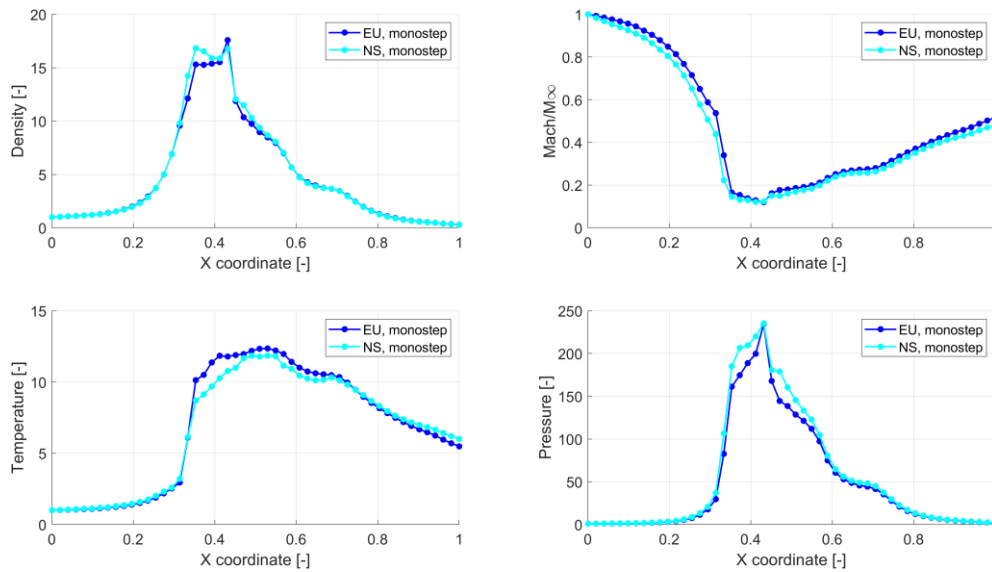 20
15
10
5
0
Density [-]
0
0.2
0.4
0.6
0.8
1
X coordinate [-]
EU, monostep
NS, monostep
1
0.8
0.6
0.4
0.2
0
Mach/M∞
0
0.2
0.4
0.6
0.8
X coordinate [-]
EU, monostep
NS, monostep
15
10
5
0
Temperature [-]
0
0.2
0.4
0.6
0.8
1
X coordinate [-]
EU, monostep
NS, monostep
250
200
150
100
50
0
Pressure [-]
0
0.2
0.4
0.6
0.8
X coordinate [-]
EU, monostep
NS, monostep